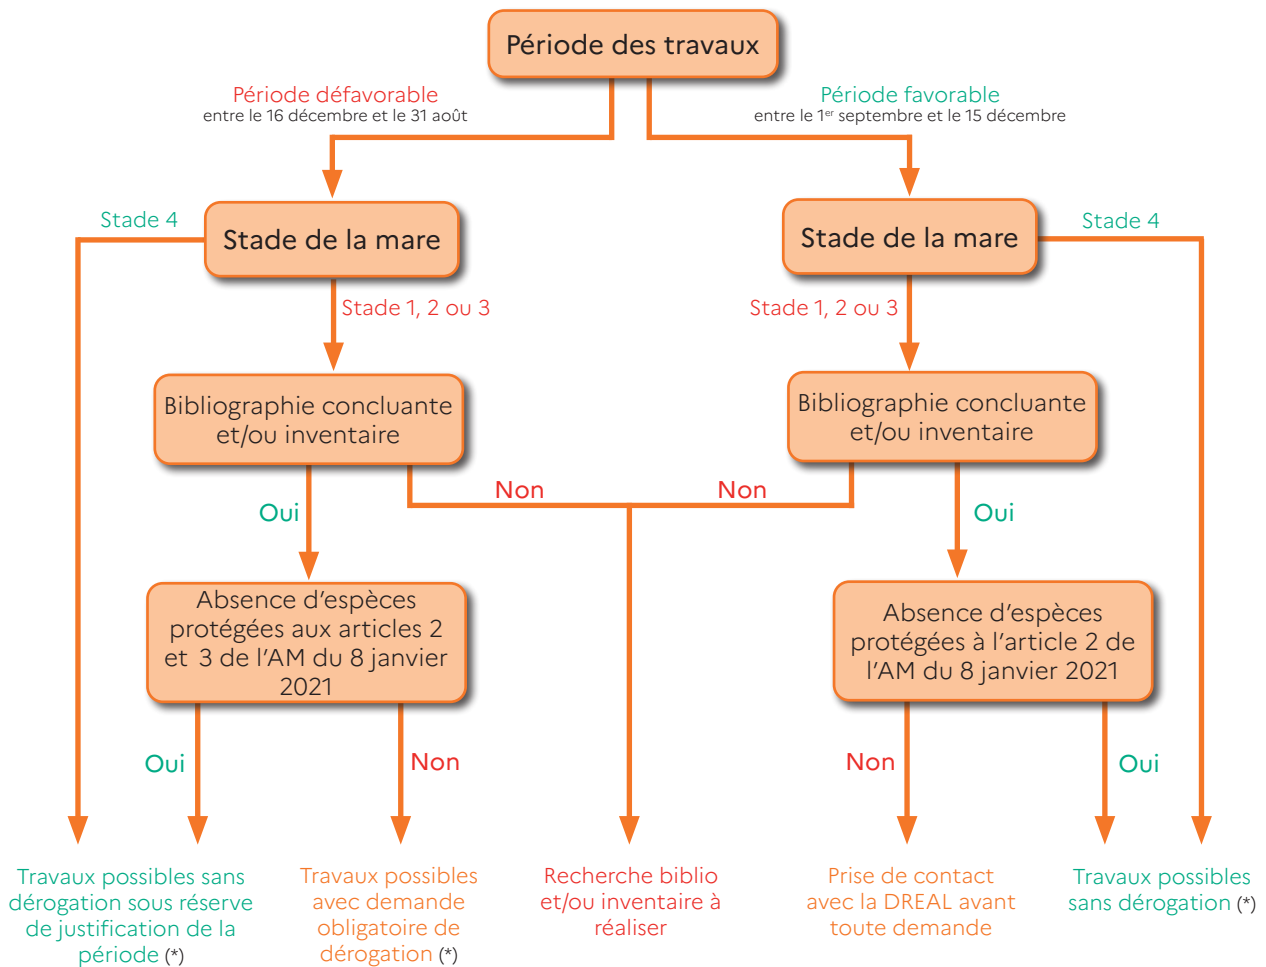 Période des travaux
Période défavorable
entre le 16 décembre et le 31 août
Période favorable
entre le 1er septembre et le 15 décembre
Stade 4
Stade de la mare
Stade de la mare
Stade 4
Stade 1, 2 ou 3
Stade 1, 2 ou 3
Bibliographie concluante
et/ou inventaire
Bibliographie concluante
et/ou inventaire
Non
Non
Oui
Oui
Absence d'espèces
protégées aux articles 2
et 3 de l'AM du 8 janvier
2021
Absence d'espèces
protégées à l'article 2 de
l'AM du 8 janvier 2021
Oui
Non
Non
Oui
Travaux possibles sans
dérogation sous réserve
de justification de la
période (*)
Travaux possibles
avec demande
obligatoire de
dérogation (*)
Recherche biblio
et/ou inventaire à
réaliser
Prise de contact
avec la DREAL avant
toute demande
Travaux possibles
sans dérogation (*)